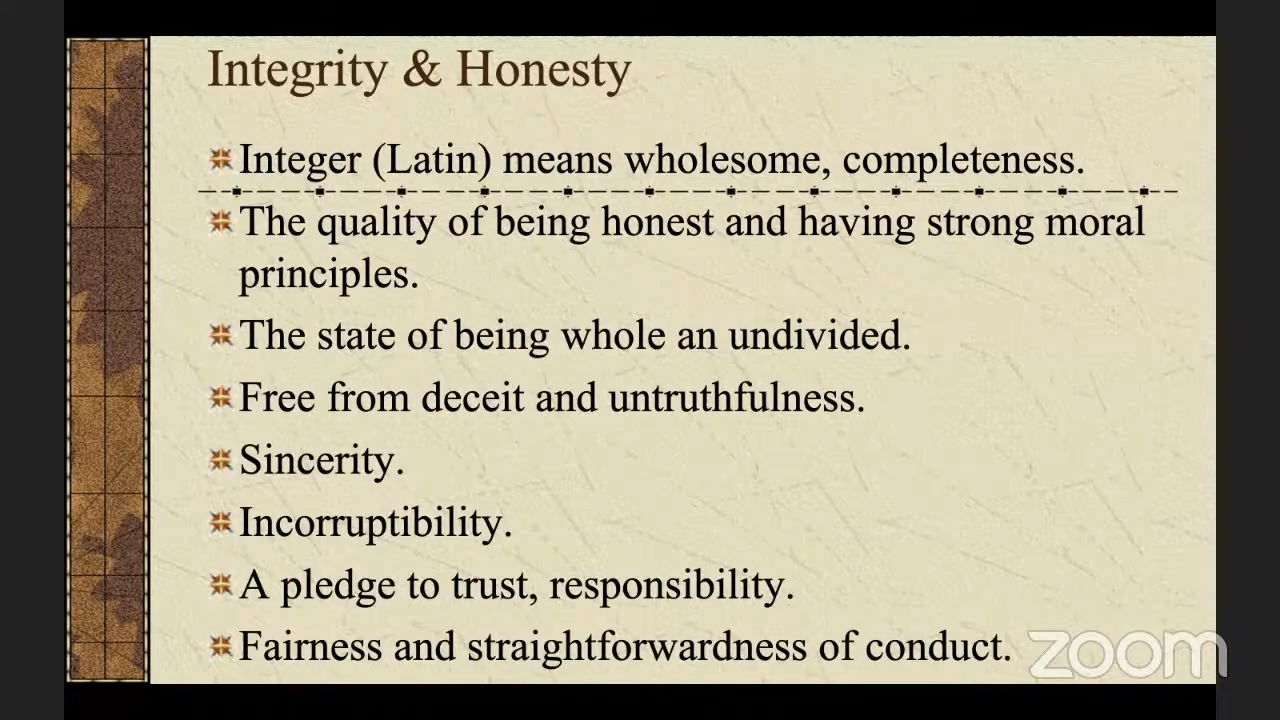 Integrity & Honesty
Integer (Latin) means wholesome, completeness.
The quality of being honest and having strong moral
principles.
The state of being whole an undivided.
Free from deceit and untruthfulness.
Sincerity.
Incorruptibility.
A pledge to trust, responsibility.
Fairness and straightforwardness of conduct.
zoom